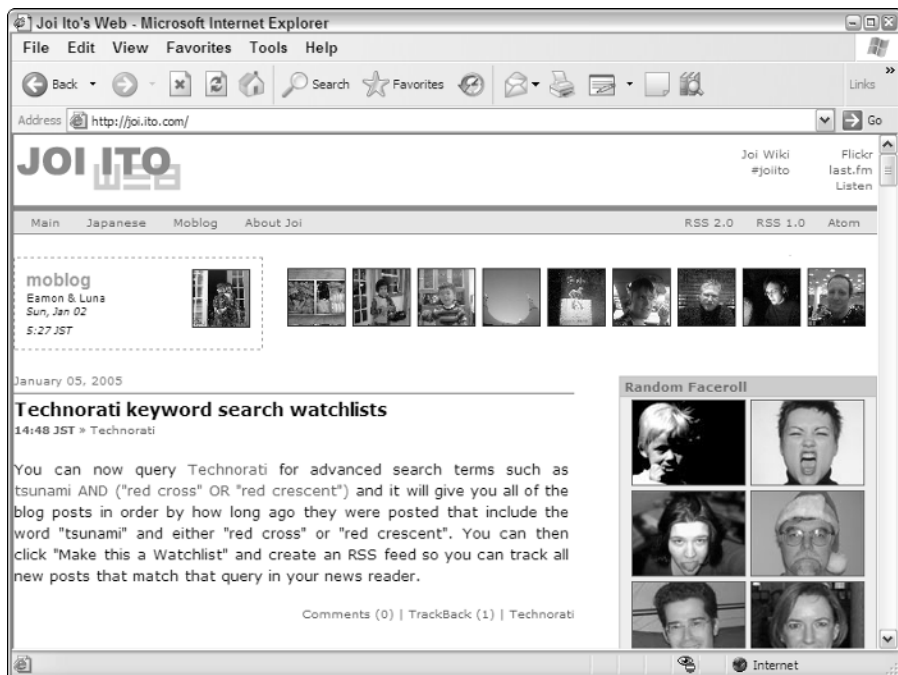 Joi Ito's Web - Microsoft Internet Explorer
File Edit View Favorites Tools Help
Back Search Favorites Links »
Address http://joi.ito.com/ Go
JOI ITO
WEB
Joi Wiki Flickr
#joiito last.fm
Listen
Main Japanese Moblog About Joi RSS 2.0 RSS 1.0 Atom
moblog
Eamon & Luna
Sun, Jan 02
5:27 JST
January 05, 2005
Technorati keyword search watchlists
14:48 JST » Technorati
You can now query Technorati for advanced search terms such as
tsunami AND ("red cross" OR "red crescent") and it will give you all of the
blog posts in order by how long ago they were posted that include the
word "tsunami" and either "red cross" or "red crescent". You can then
click "Make this a Watchlist" and create an RSS feed so you can track all
new posts that match that query in your news reader.
Comments (0) | TrackBack (1) | Technorati
Random Faceroll
Internet